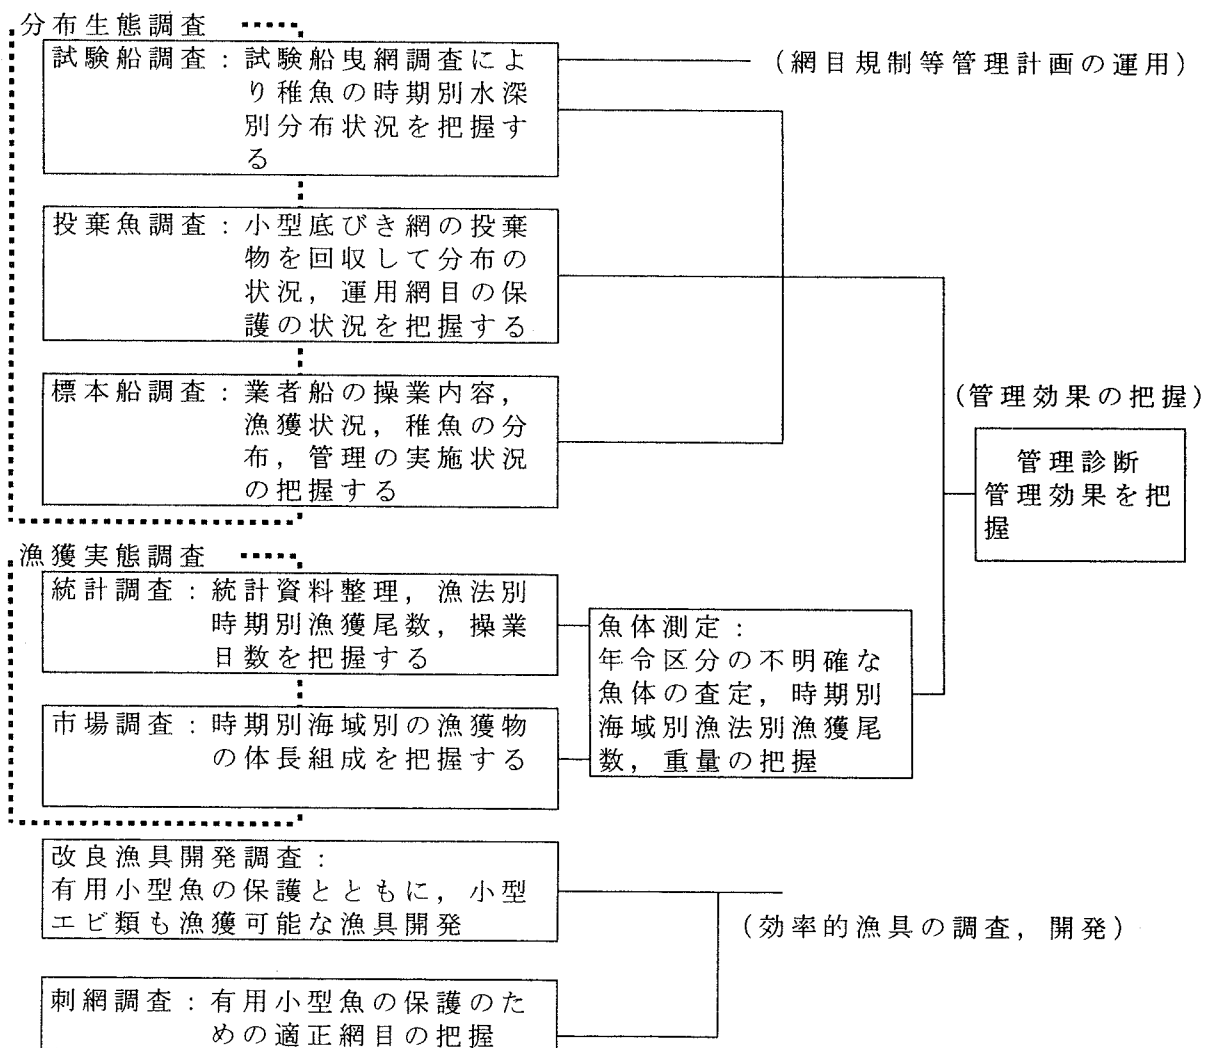 分布生態調査
試験船調査：試験船曳網調査によ
り稚魚の時期別水深
別分布状況を把握す
る
(網目規制等管理計画の運用)
投棄魚調査：小型底びき網の投棄
物を回収して分布の
状況，運用網目の保
護の状況を把握する
標本船調査：業者船の操業内容，
漁獲状況，稚魚の分
布，管理の実施状況
の把握する
(管理効果の把握)
管理診断
管理効果を把
握
漁獲実態調査
統計調査：統計資料整理，漁法別
時期別漁獲尾数，操業
日数を把握する
市場調査：時期別海域別の漁獲物
の体長組成を把握する
魚体測定：
年令区分の不明確な
魚体の査定，時期別
海域別漁法別漁獲尾
数，重量の把握
改良漁具開発調査：
有用小型魚の保護とともに，小型
エビ類も漁獲可能な漁具開発
(効率的漁具の調査，開発)
刺網調査：有用小型魚の保護のた
めの適正網目の把握